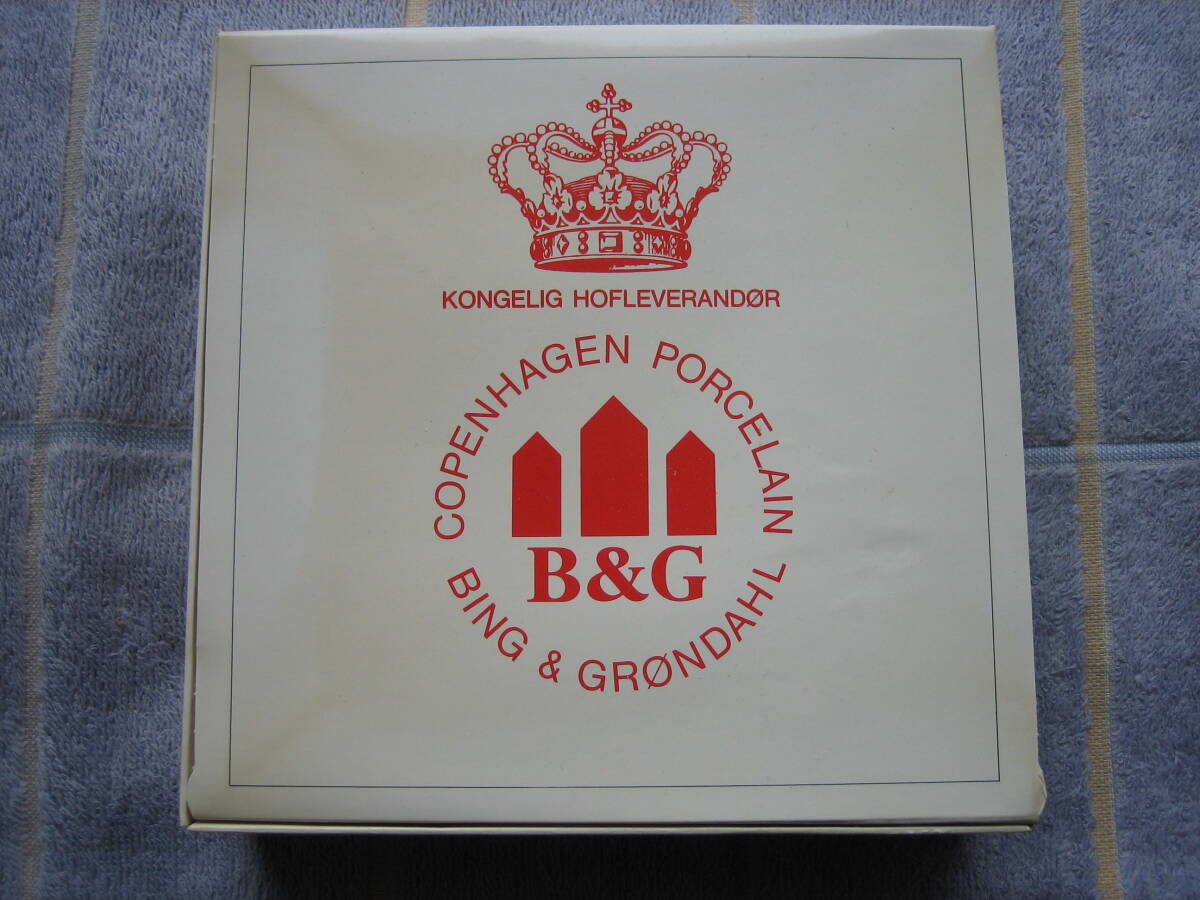 KONGELIG HOFLEVERANDØR
COPENHAGEN PORCELAIN
B&G
BING & GRØNDAHL